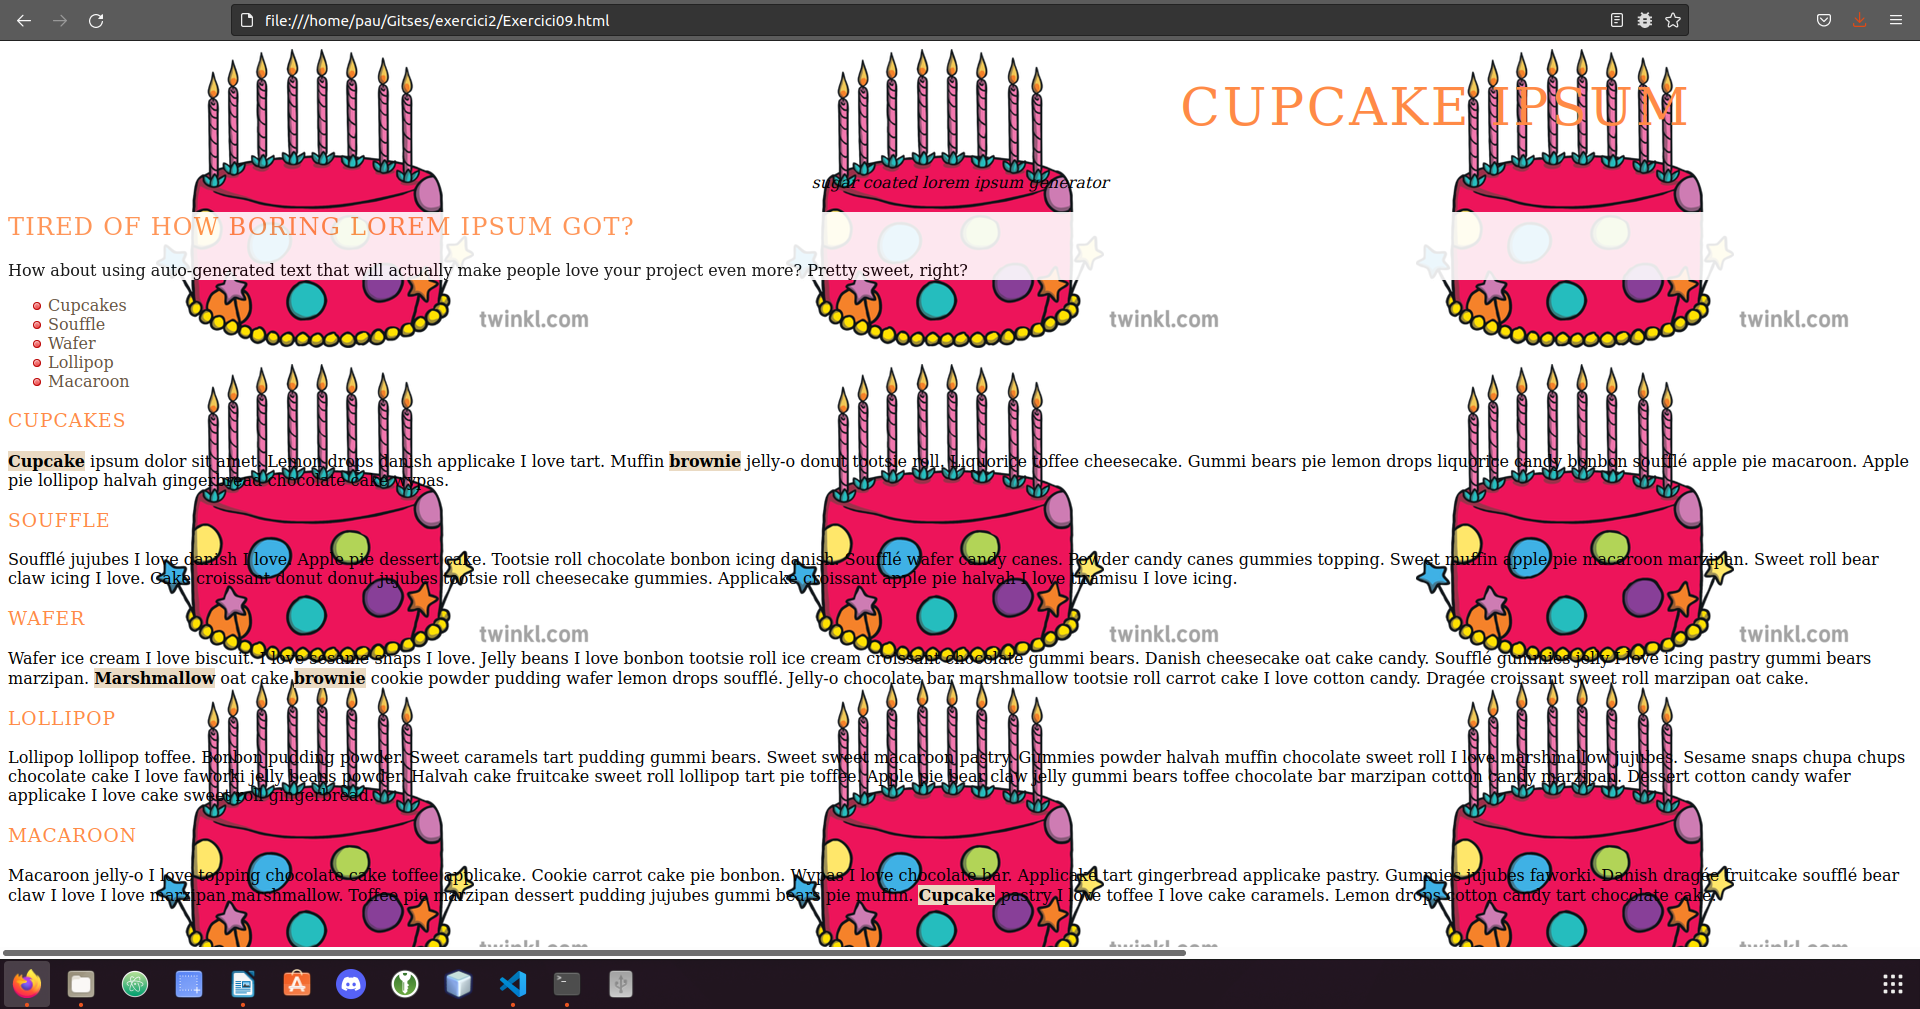 file:///home/pau/Gitses/exercici2/Exercici09.html
CUPCAKE IPSUM
sugar coated lorem ipsum generator
TIRED OF HOW BORING LOREM IPSUM GOT?
How about using auto-generated text that will actually make people love your project even more? Pretty sweet, right?
Cupcakes
Souffle
Wafer
Lollipop
Macaroon
twinkl.com twinkl.com twinkl.com
CUPCAKES
Cupcake ipsum dolor sit amet. Lemon drops danish applicake I love tart. Muffin brownie jelly-o donut tootsie roll. Liquorice toffee cheesecake. Gummi bears pie lemon drops liquorice candy bonbon soufflé apple pie macaroon. Apple
pie lollipop halvah gingerbread chocolate cake wypas.
SOUFFLE
Soufflé jujubes I love danish I love. Apple pie dessert cake. Tootsie roll chocolate bonbon icing danish. Soufflé wafer candy canes. Powder candy canes gummies topping. Sweet muffin apple pie macaroon marzipan. Sweet roll bear
claw icing I love. Cake croissant donut donut jujubes tootsie roll cheesecake gummies. Applicake croissant apple pie halvah I love tiramisu I love icing.
WAFER
twinkl.com twinkl.com twinkl.com
Wafer ice cream I love biscuit. I love sesame snaps I love. Jelly beans I love bonbon tootsie roll ice cream croissant chocolate gummi bears. Danish cheesecake oat cake candy. Soufflé gummies jelly I love icing pastry gummi bears
marzipan. Marshmallow oat cake brownie cookie powder pudding wafer lemon drops soufflé. Jelly-o chocolate bar marshmallow tootsie roll carrot cake I love cotton candy. Dragée croissant sweet roll marzipan oat cake.
LOLLIPOP
Lollipop lollipop toffee. Bonbon pudding powder. Sweet caramels tart pudding gummi bears. Sweet sweet macaroon pastry. Gummies powder halvah muffin chocolate sweet roll I love marshmallow jujubes. Sesame snaps chupa chups
chocolate cake I love faworki jelly beans powder. Halvah cake fruitcake sweet roll lollipop tart pie toffee. Apple pie bear claw jelly gummi bears toffee chocolate bar marzipan cotton candy marzipan. Dessert cotton candy wafer
applicake I love cake sweet roll gingerbread.
MACAROON
Macaroon jelly-o I love topping chocolate cake toffee applicake. Cookie carrot cake pie bonbon. Wypas I love chocolate bar. Applicake tart gingerbread applicake pastry. Gummies jujubes faworki. Danish dragée fruitcake soufflé bear
claw I love I love marzipan marshmallow. Toffee pie marzipan dessert pudding jujubes gummi bears pie muffin. Cupcake pastry I love toffee I love cake caramels. Lemon drops cotton candy tart chocolate cake.
twinkl.com twinkl.com twinkl.com